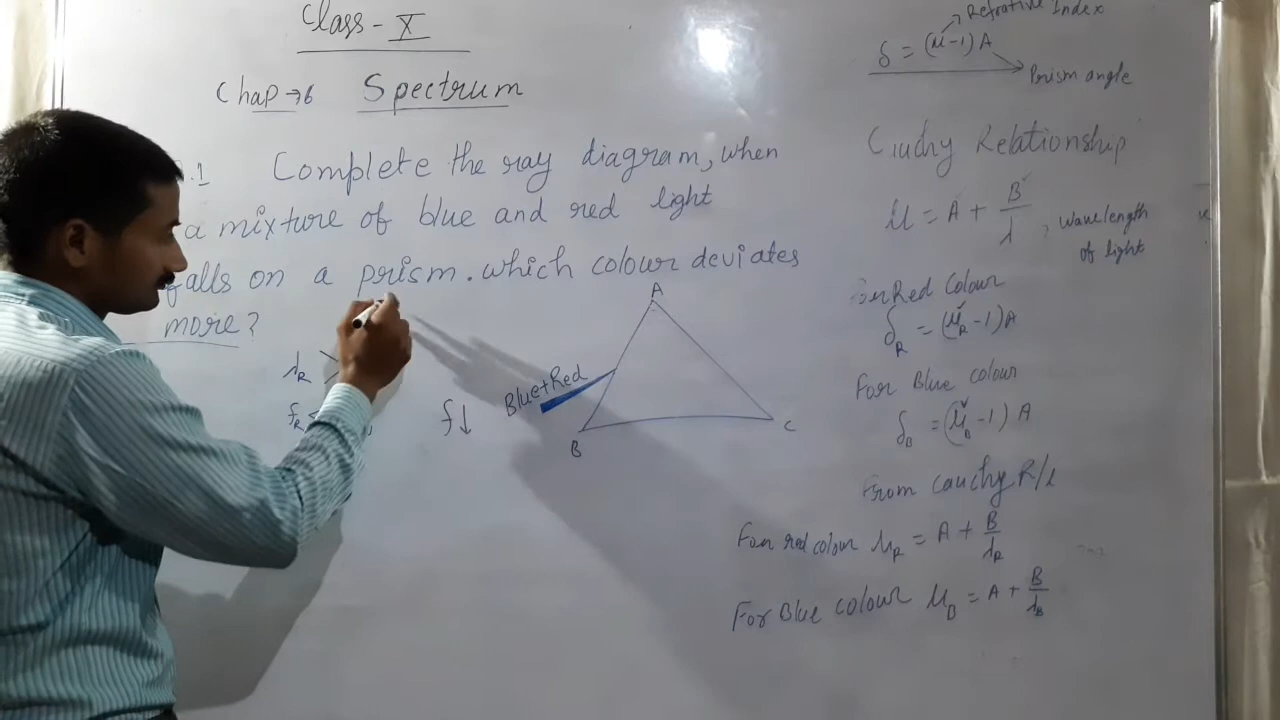 Class - X
Chap → 6 Spectrum
.1 Complete the ray diagram, when
a mixture of blue and red light
falls on a prism. which colour deviates
more?
λR >
fR <
f↓
Blue+Red
A
B
C
Refrative Index
δ = (μ-1)A
Prism angle
Cauchy Relationship
μ = A + B/λ, wavelength
of light
For Red Colour
δR = (μR-1)A
For Blue colour
δB = (μB-1) A
From Cauchy R/L
For red colour μR = A + B/λR
For Blue colour μB = A + B/λB